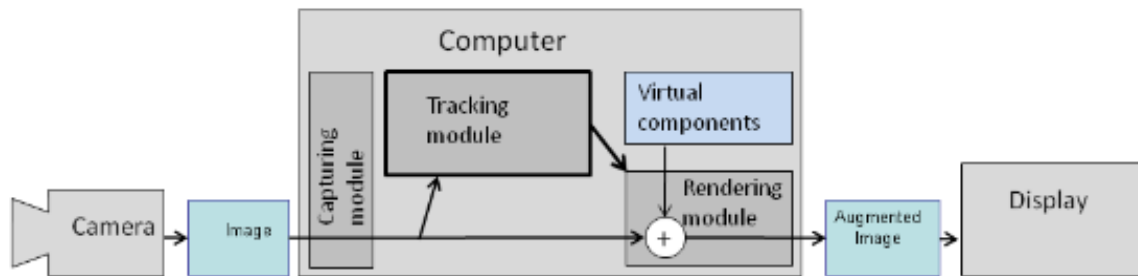 Computer
Capturing
module
Tracking
module
Virtual
components
Rendering
module
+
Camera
Image
Augmented
Image
Display